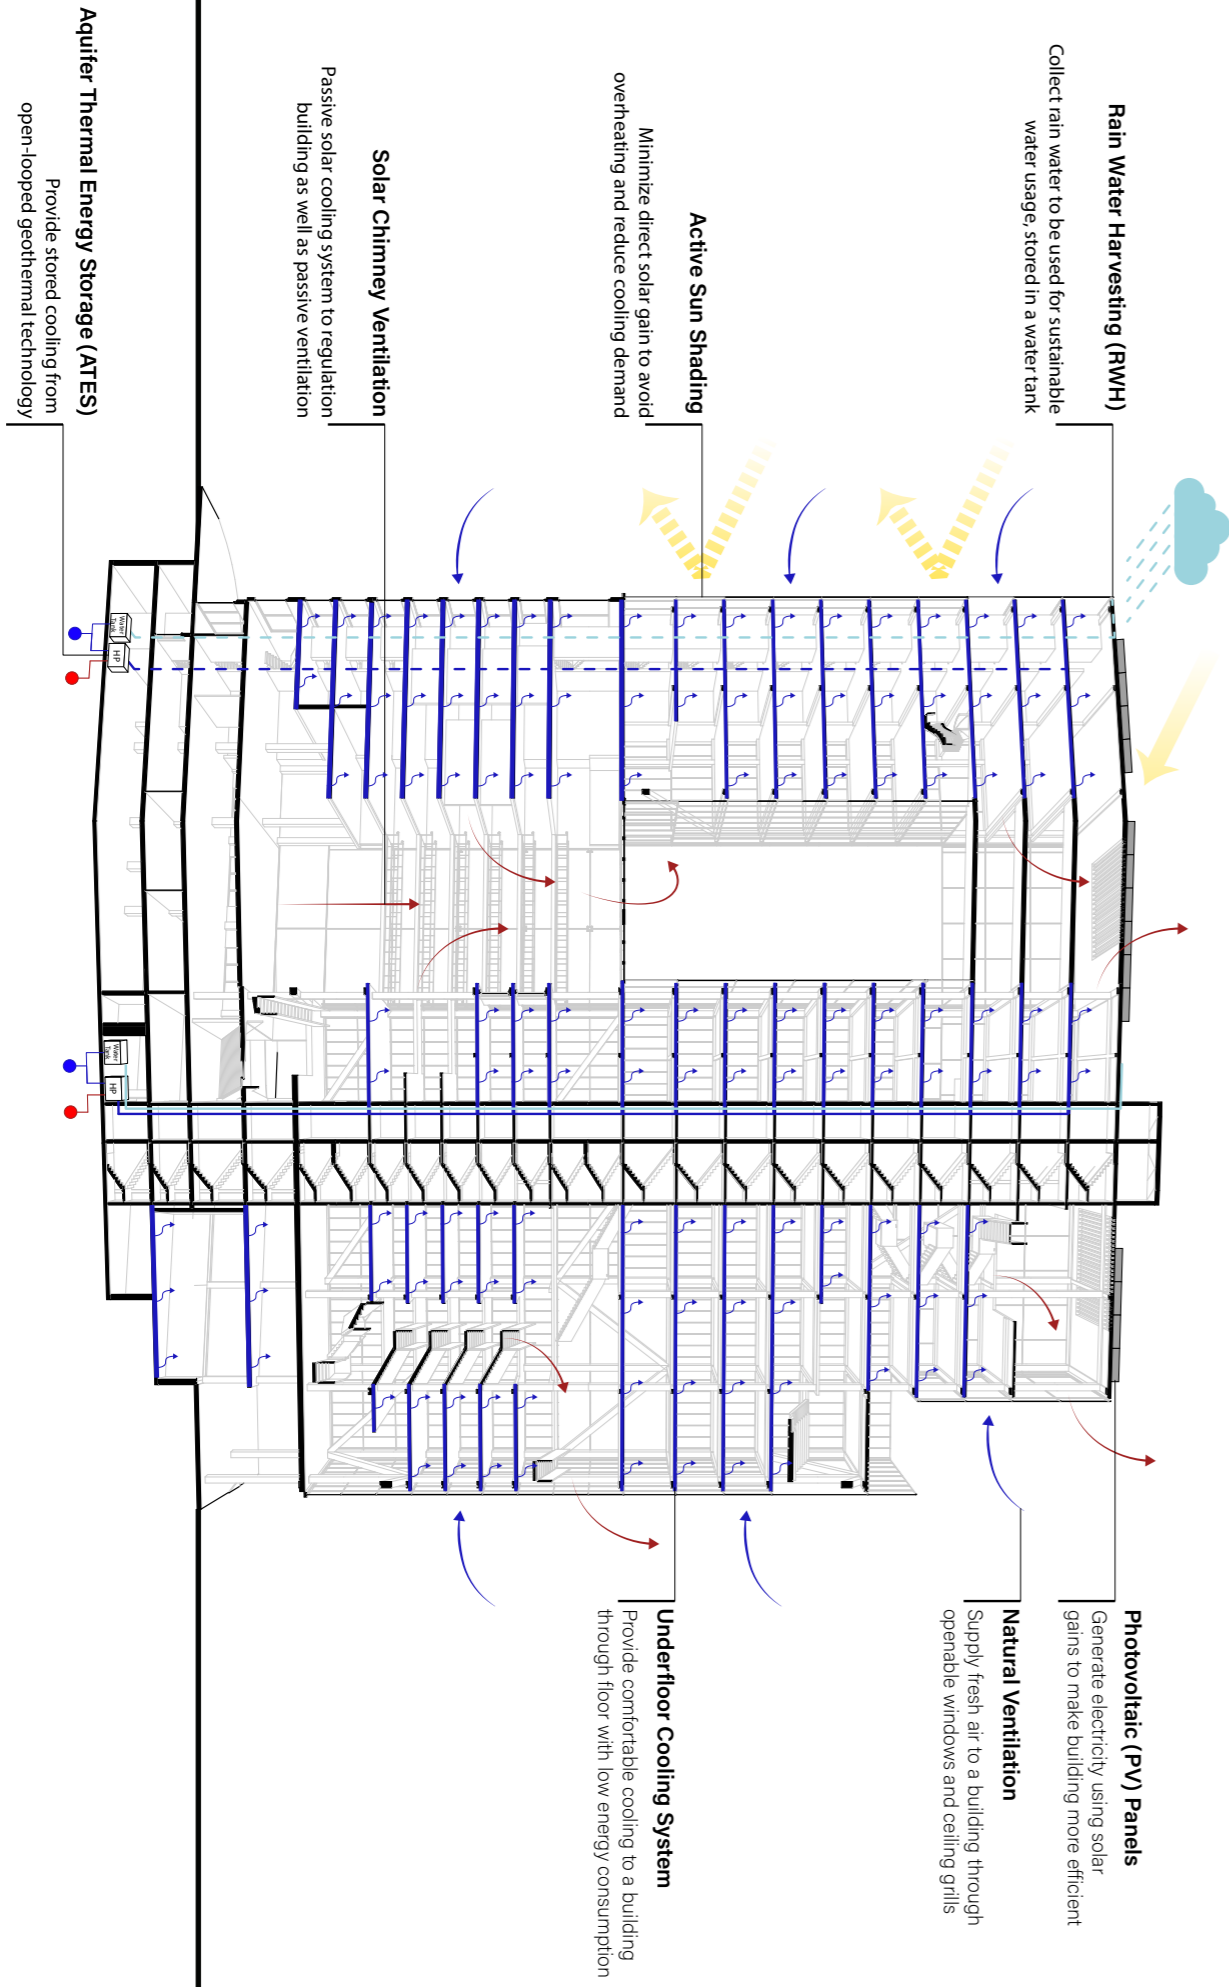 Rain Water Harvesting (RWH)
Collect rain water to be used for sustainable
water usage, stored in a water tank
Active Sun Shading
Minimize direct solar gain to avoid
overheating and reduce cooling demand
Solar Chimney Ventilation
Passive solar cooling system to regulation
building as well as passive ventilation
Aquifer Thermal Energy Storage (ATES)
Provide stored cooling from
open-looped geothermal technology
Water
Tank
HP
Water
Tank
HP
Photovoltaic (PV) Panels
Generate electricity using solar
gains to make building more efficient
Natural Ventilation
Supply fresh air to a building through
openable windows and ceiling grills
Underfloor Cooling System
Provide comfortable cooling to a building
through floor with low energy consumption